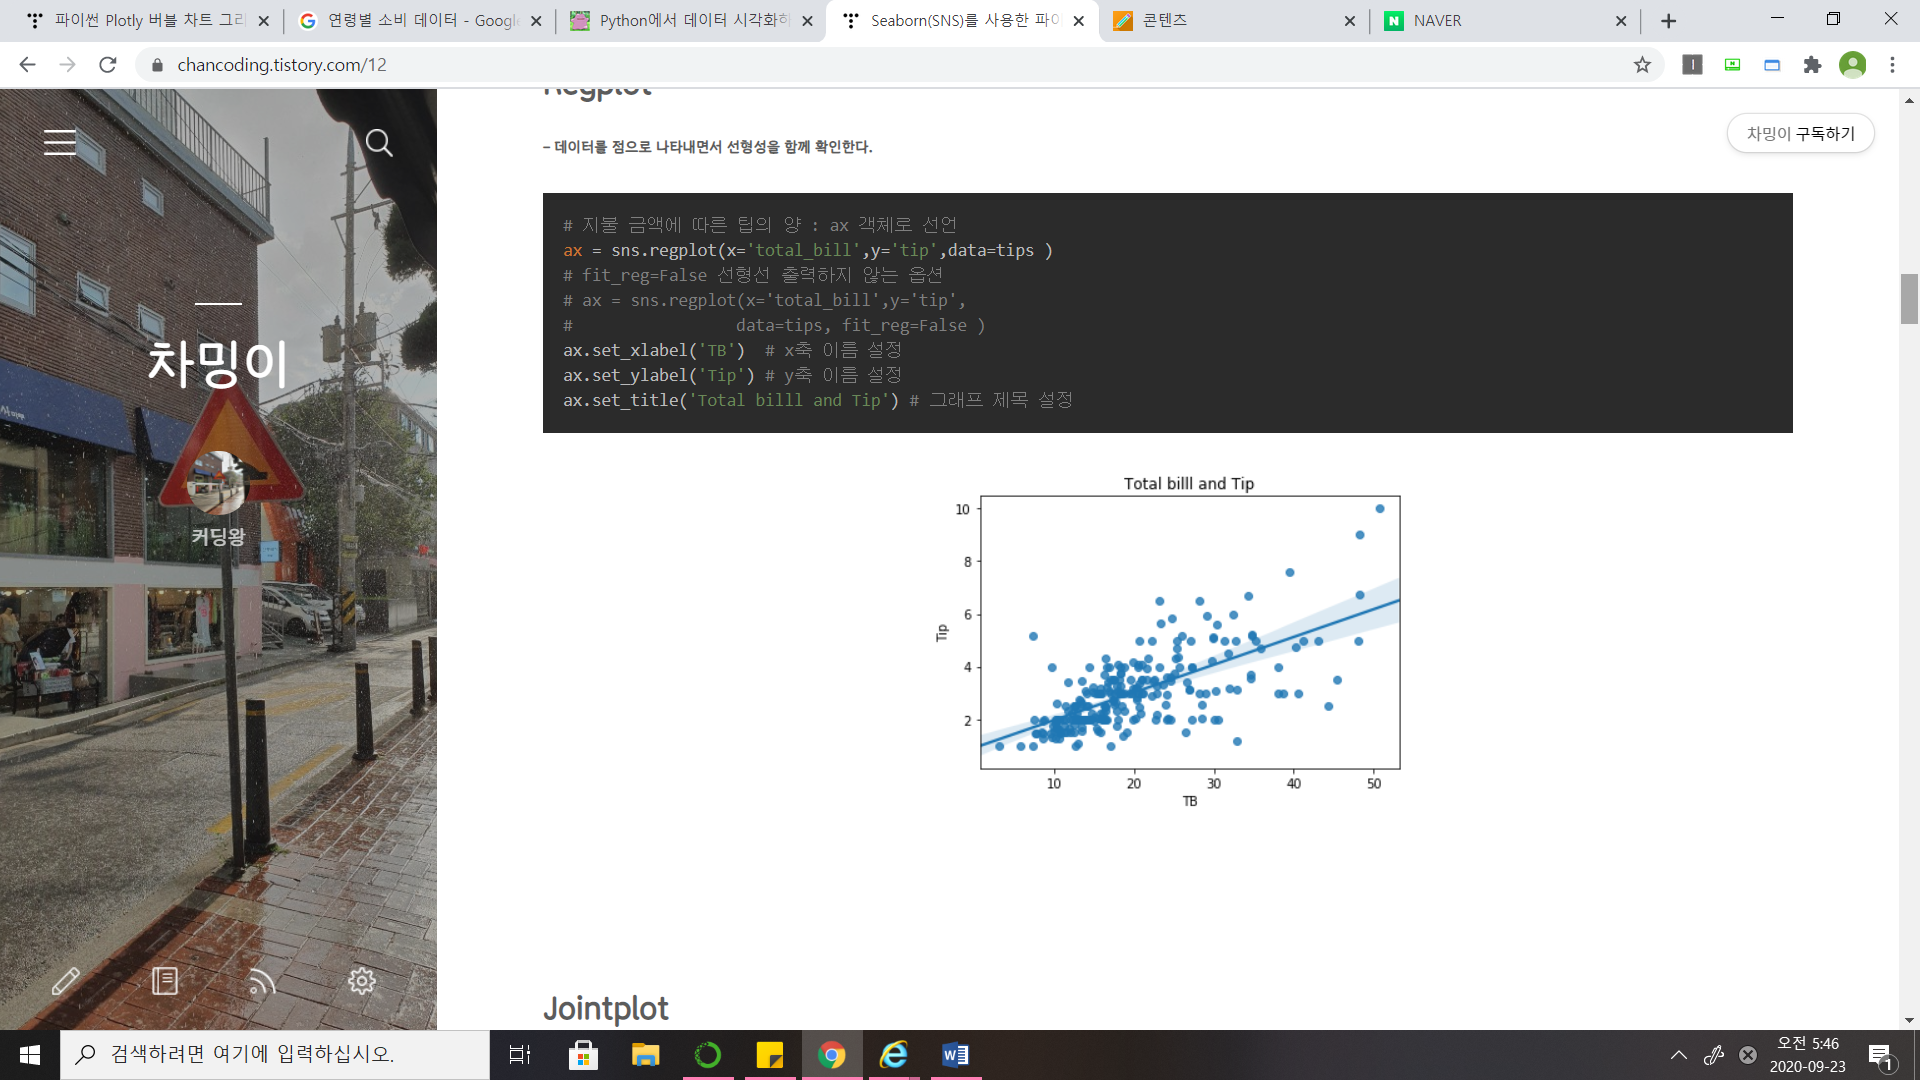 파이썬 Plotly 버블 차트 그리
연령별 소비 데이터 - Google
Python에서 데이터 시각화하
Seaborn(SNS)를 사용한 파이
콘텐츠
NAVER
chancoding.tistory.com/12
차밍이
커딩왕
Regplot
차밍이 구독하기
– 데이터를 점으로 나타내면서 선형성을 함께 확인한다.
# 지불 금액에 따른 팁의 양 : ax 객체로 선언
ax = sns.regplot(x='total_bill',y='tip',data=tips )
# fit_reg=False 선형선 출력하지 않는 옵션
# ax = sns.regplot(x='total_bill',y='tip',
#                 data=tips, fit_reg=False )
ax.set_xlabel('TB')  # x축 이름 설정
ax.set_ylabel('Tip') # y축 이름 설정
ax.set_title('Total billl and Tip') # 그래프 제목 설정
Total billl and Tip
10
8
6
4
2
Tip
10 20 30 40 50
TB
Jointplot
검색하려면 여기에 입력하십시오.
오전 5:46
2020-09-23
1